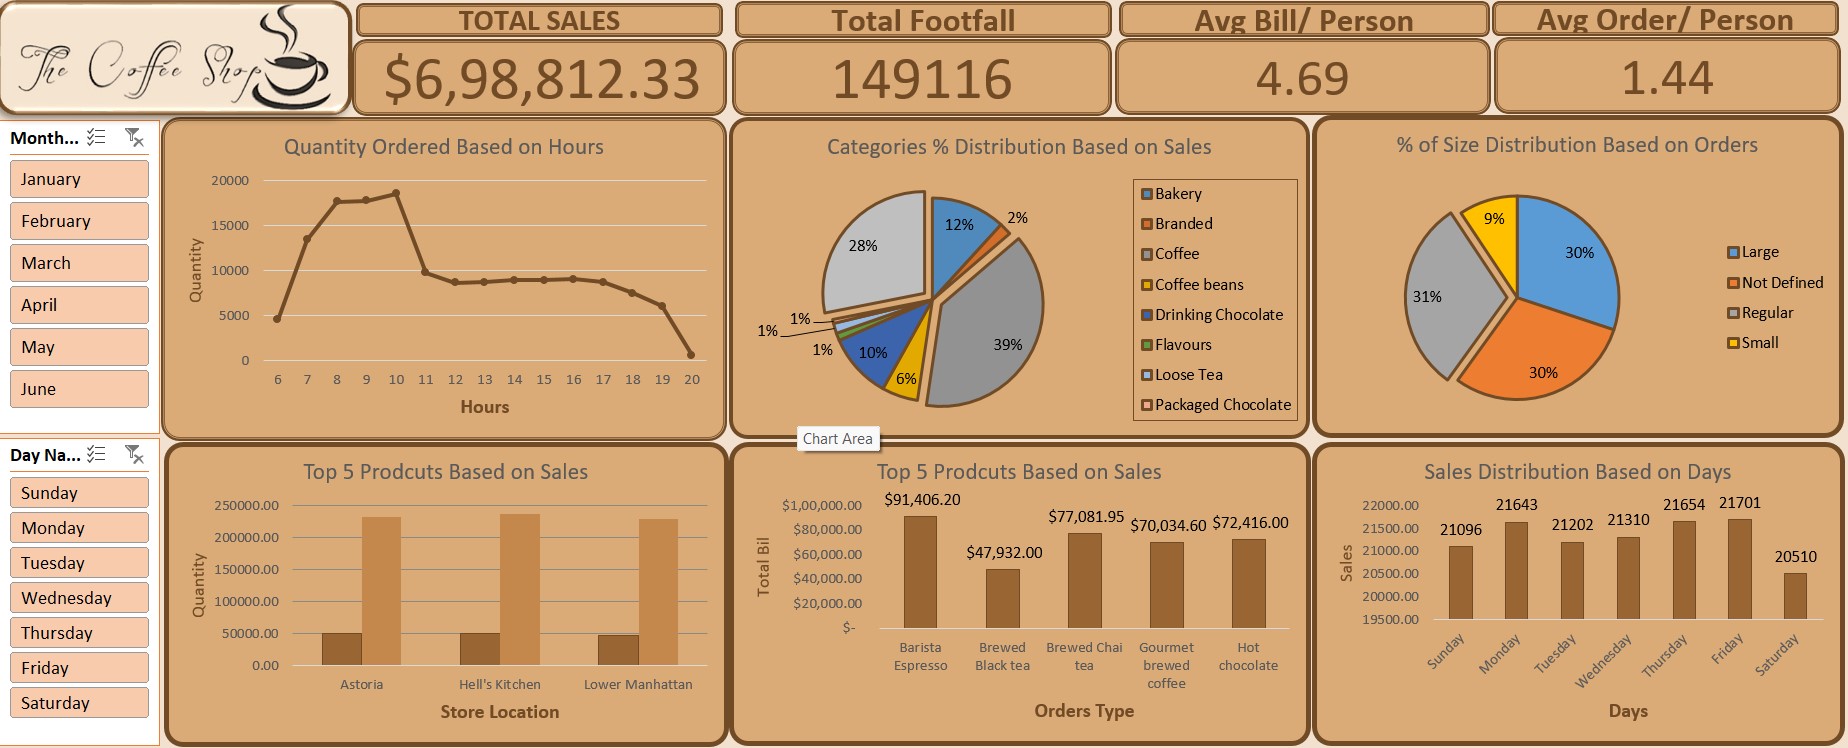 The Coffee Shop
TOTAL SALES
$6,98,812.33
Total Footfall
149116
Avg Bill/ Person
4.69
Avg Order/ Person
1.44
Month...
January
February
March
April
May
June
Day Na...
Sunday
Monday
Tuesday
Wednesday
Thursday
Friday
Saturday
Quantity Ordered Based on Hours
Quantity
20000
15000
10000
5000
0
6 7 8 9 10 11 12 13 14 15 16 17 18 19 20
Hours
Categories % Distribution Based on Sales
12%
2%
39%
6%
10%
1%
1%
1%
28%
Bakery
Branded
Coffee
Coffee beans
Drinking Chocolate
Flavours
Loose Tea
Packaged Chocolate
Chart Area
% of Size Distribution Based on Orders
9%
30%
31%
30%
Large
Not Defined
Regular
Small
Top 5 Prodcuts Based on Sales
Quantity
250000.00
200000.00
150000.00
100000.00
50000.00
0.00
Astoria Hell's Kitchen Lower Manhattan
Store Location
Top 5 Prodcuts Based on Sales
Total Bil
$1,00,000.00
$80,000.00
$60,000.00
$40,000.00
$20,000.00
$-
$91,406.20
$47,932.00
$77,081.95
$70,034.60
$72,416.00
Barista
Espresso
Brewed
Black tea
Brewed Chai
tea
Gourmet
brewed
coffee
Hot
chocolate
Orders Type
Sales Distribution Based on Days
Sales
22000.00
21500.00
21000.00
20500.00
20000.00
19500.00
21096
21643
21202
21310
21654
21701
20510
Sunday
Monday
Tuesday
Wednesday
Thursday
Friday
Saturday
Days